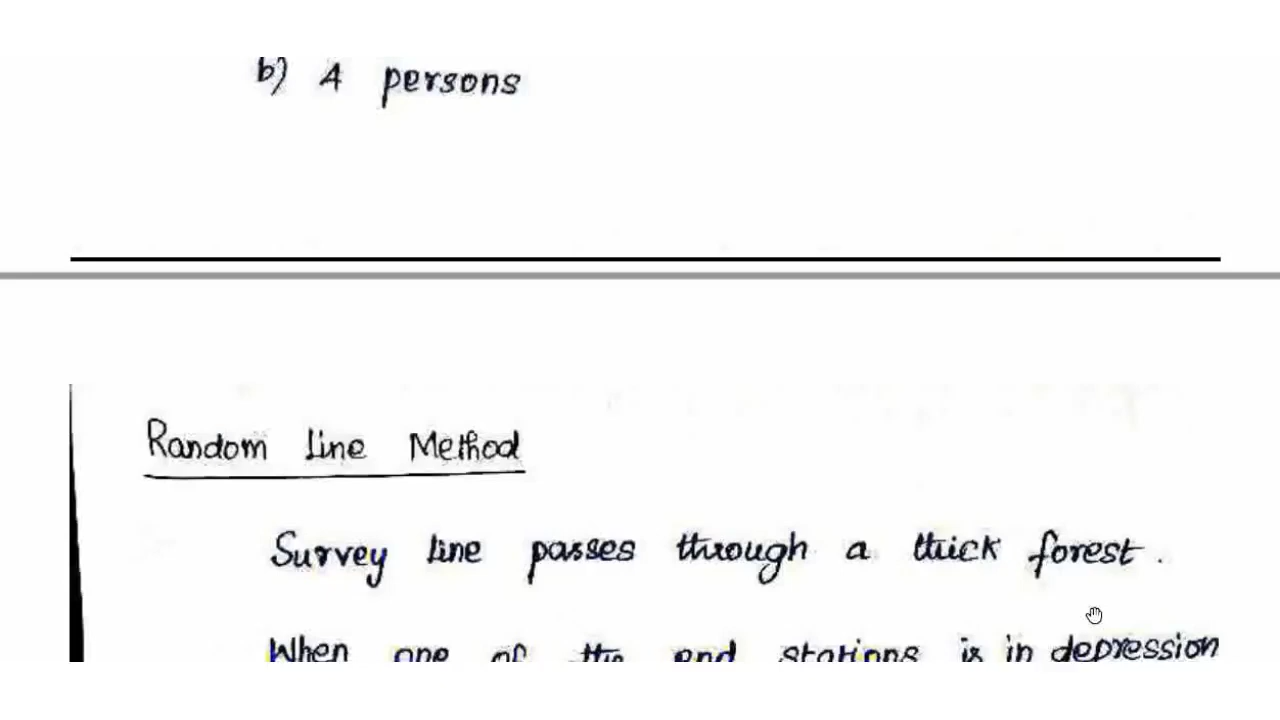 b) 4 persons
Random Line Method
Survey line passes through a thick forest.
When one of the end stations is in depression